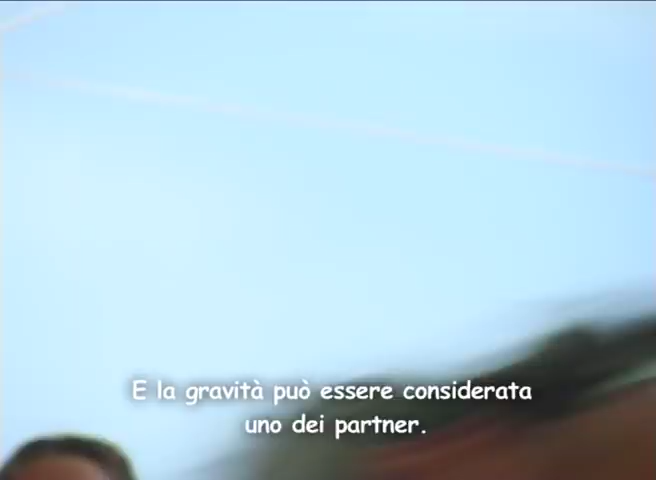 E la gravità può essere considerata
uno dei partner.